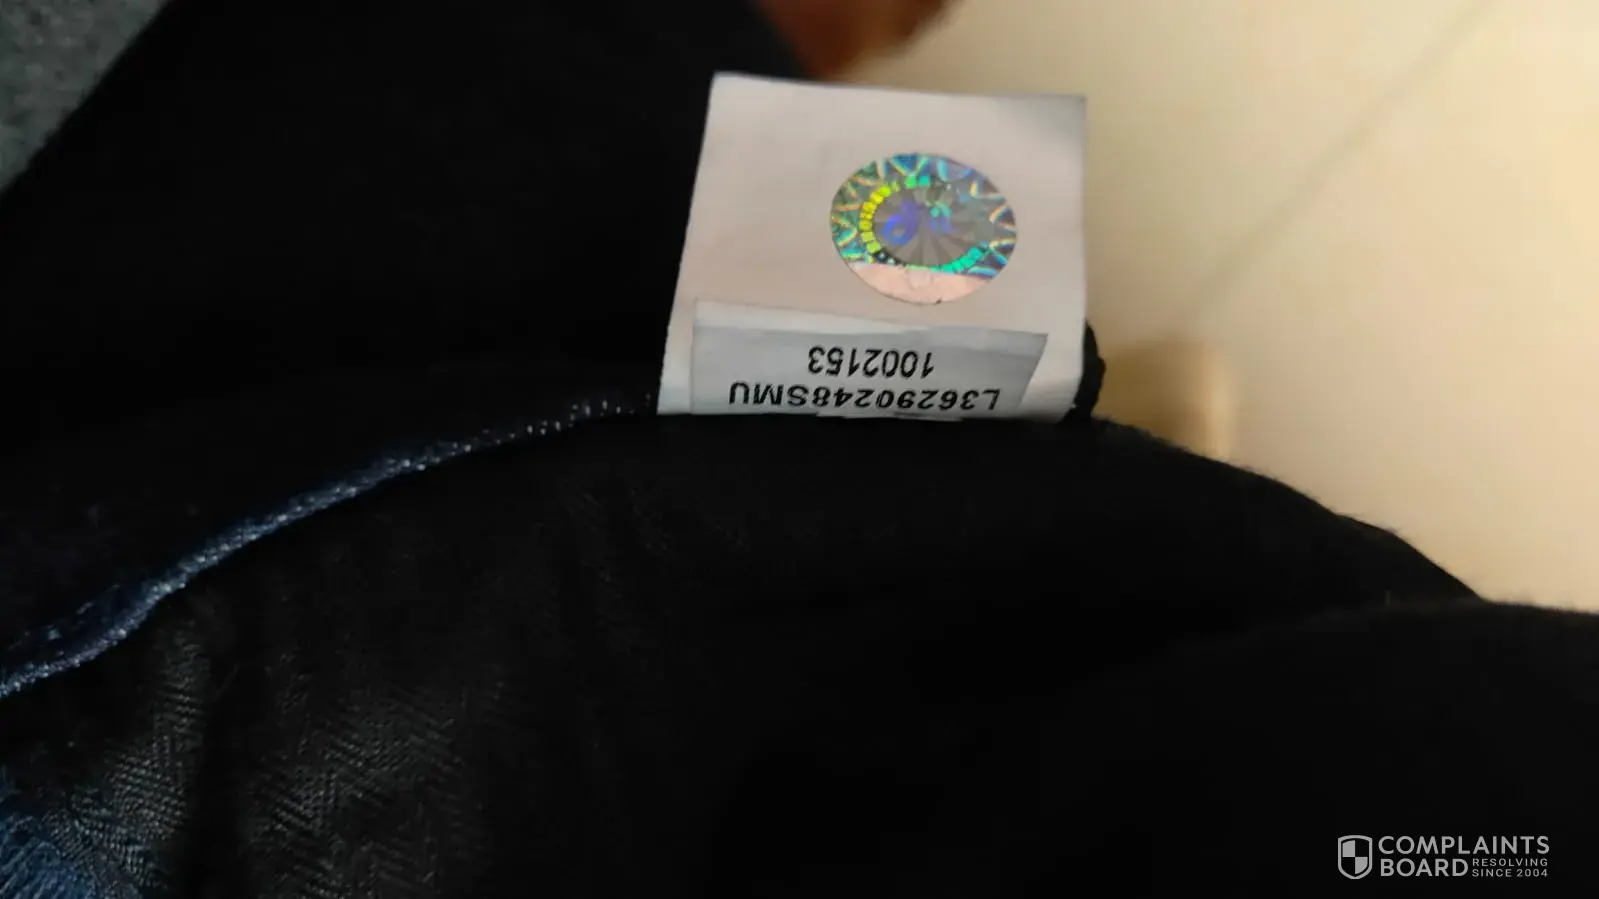 L36290248SMU
1002153
COMPLAINTS
BOARD RESOLVING
SINCE 2004